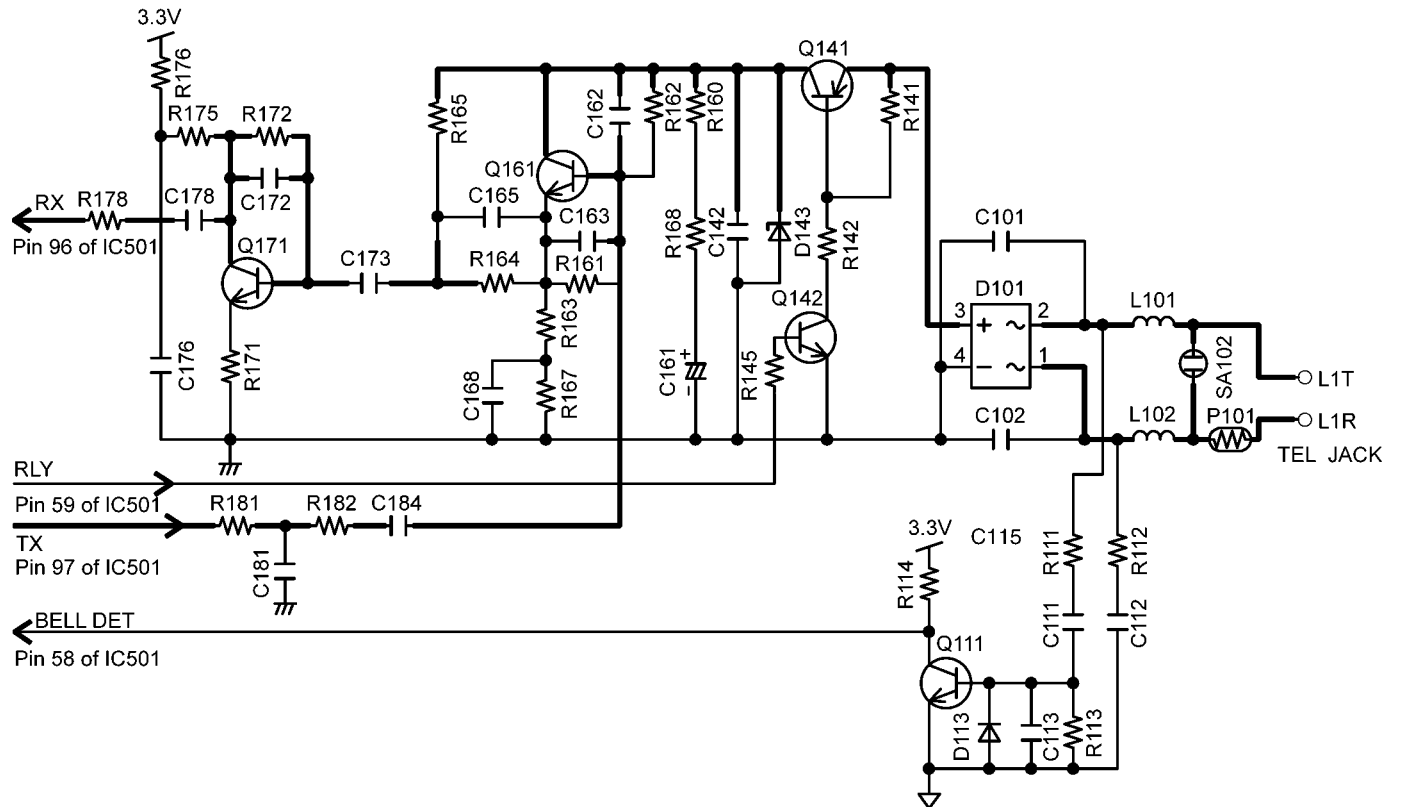 3.3V
R176
R175
R172
C172
RX
R178
C178
Pin 96 of IC501
Q171
C173
R171
C176
R165
C165
Q161
C162
R162
R160
C163
R164
R161
R163
R168
C142
D143
C168
R167
C161
+
-
Q141
R141
R142
Q142
R145
C101
D101
3
+
~
2
4
-
~
1
C102
L101
L102
SA102
P101
L1T
L1R
TEL JACK
RLY
Pin 59 of IC501
R181
R182
C184
TX
Pin 97 of IC501
C181
3.3V
C115
R114
R111
R112
C111
C112
BELL DET
Pin 58 of IC501
Q111
D113
C113
R113